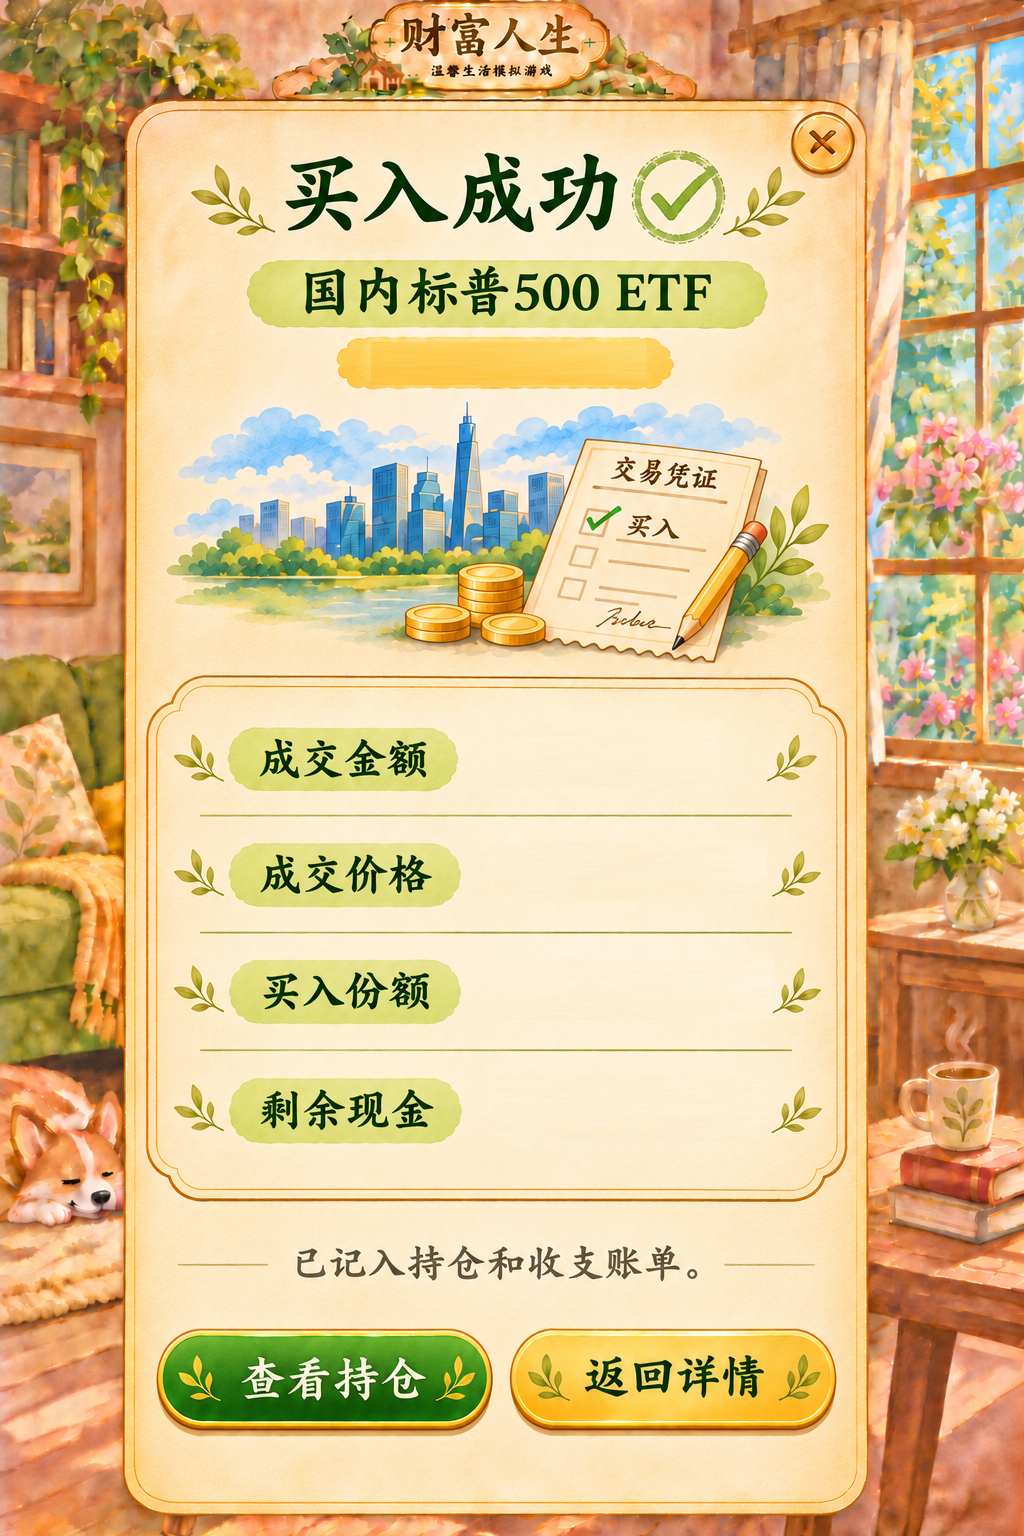 财富人生
温馨生活模拟游戏
买入成功
国内标普500 ETF
交易凭证
买入
成交金额
成交价格
买入份额
剩余现金
已记入持仓和收支账单。
查看持仓
返回详情